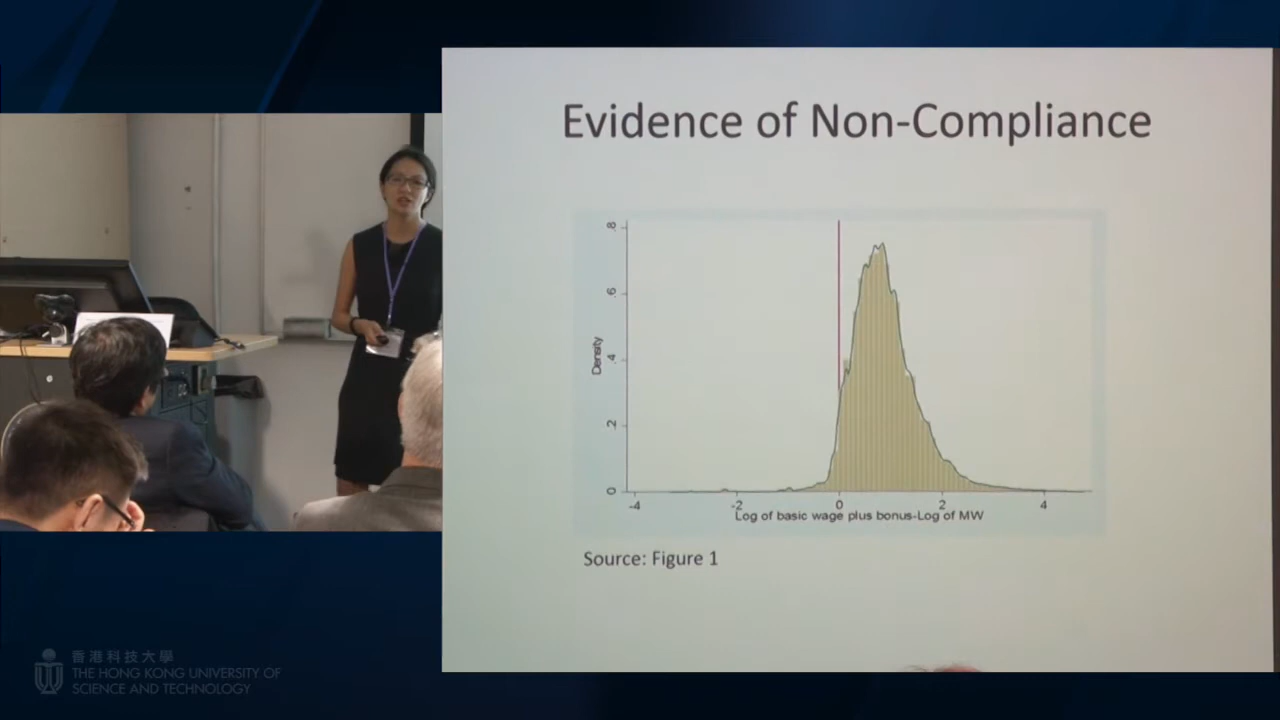 Evidence of Non-Compliance
.8
.6
.4
.2
0
Density
-4
-2
0
2
4
Log of basic wage plus bonus-Log of MW
Source: Figure 1
香港科技大學
THE HONG KONG UNIVERSITY OF
SCIENCE AND TECHNOLOGY